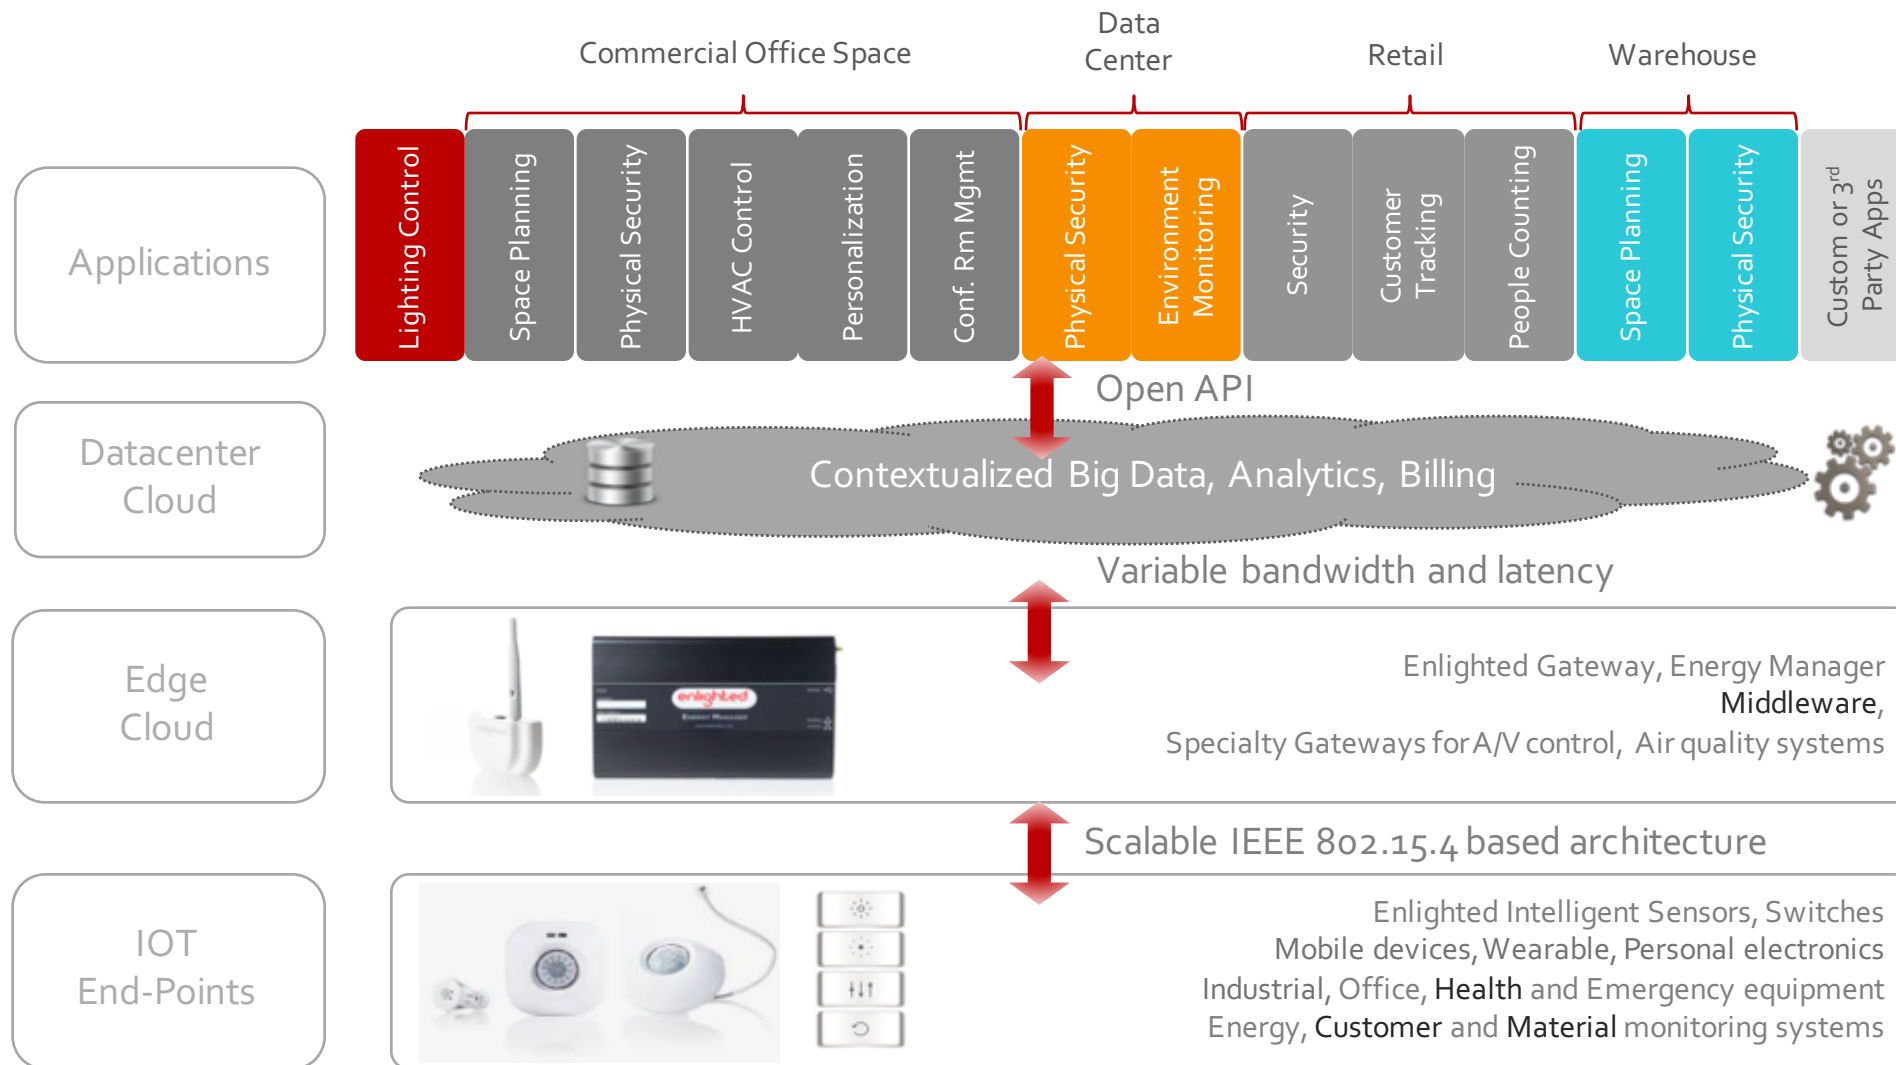 Commercial Office Space
Data
Center
Retail
Warehouse
Applications
Lighting Control
Space Planning
Physical Security
HVAC Control
Personalization
Conf. Rm Mgmt
Physical Security
Environment
Monitoring
Security
Customer
Tracking
People Counting
Space Planning
Physical Security
Custom or 3rd
Party Apps
Open API
Datacenter
Cloud
Contextualized Big Data, Analytics, Billing
Variable bandwidth and latency
Edge
Cloud
enlighted
ENERGY MANAGER
Enlighted Gateway, Energy Manager
Middleware,
Specialty Gateways for A/V control, Air quality systems
Scalable IEEE 802.15.4 based architecture
IOT
End-Points
Enlighted Intelligent Sensors, Switches
Mobile devices, Wearable, Personal electronics
Industrial, Office, Health and Emergency equipment
Energy, Customer and Material monitoring systems